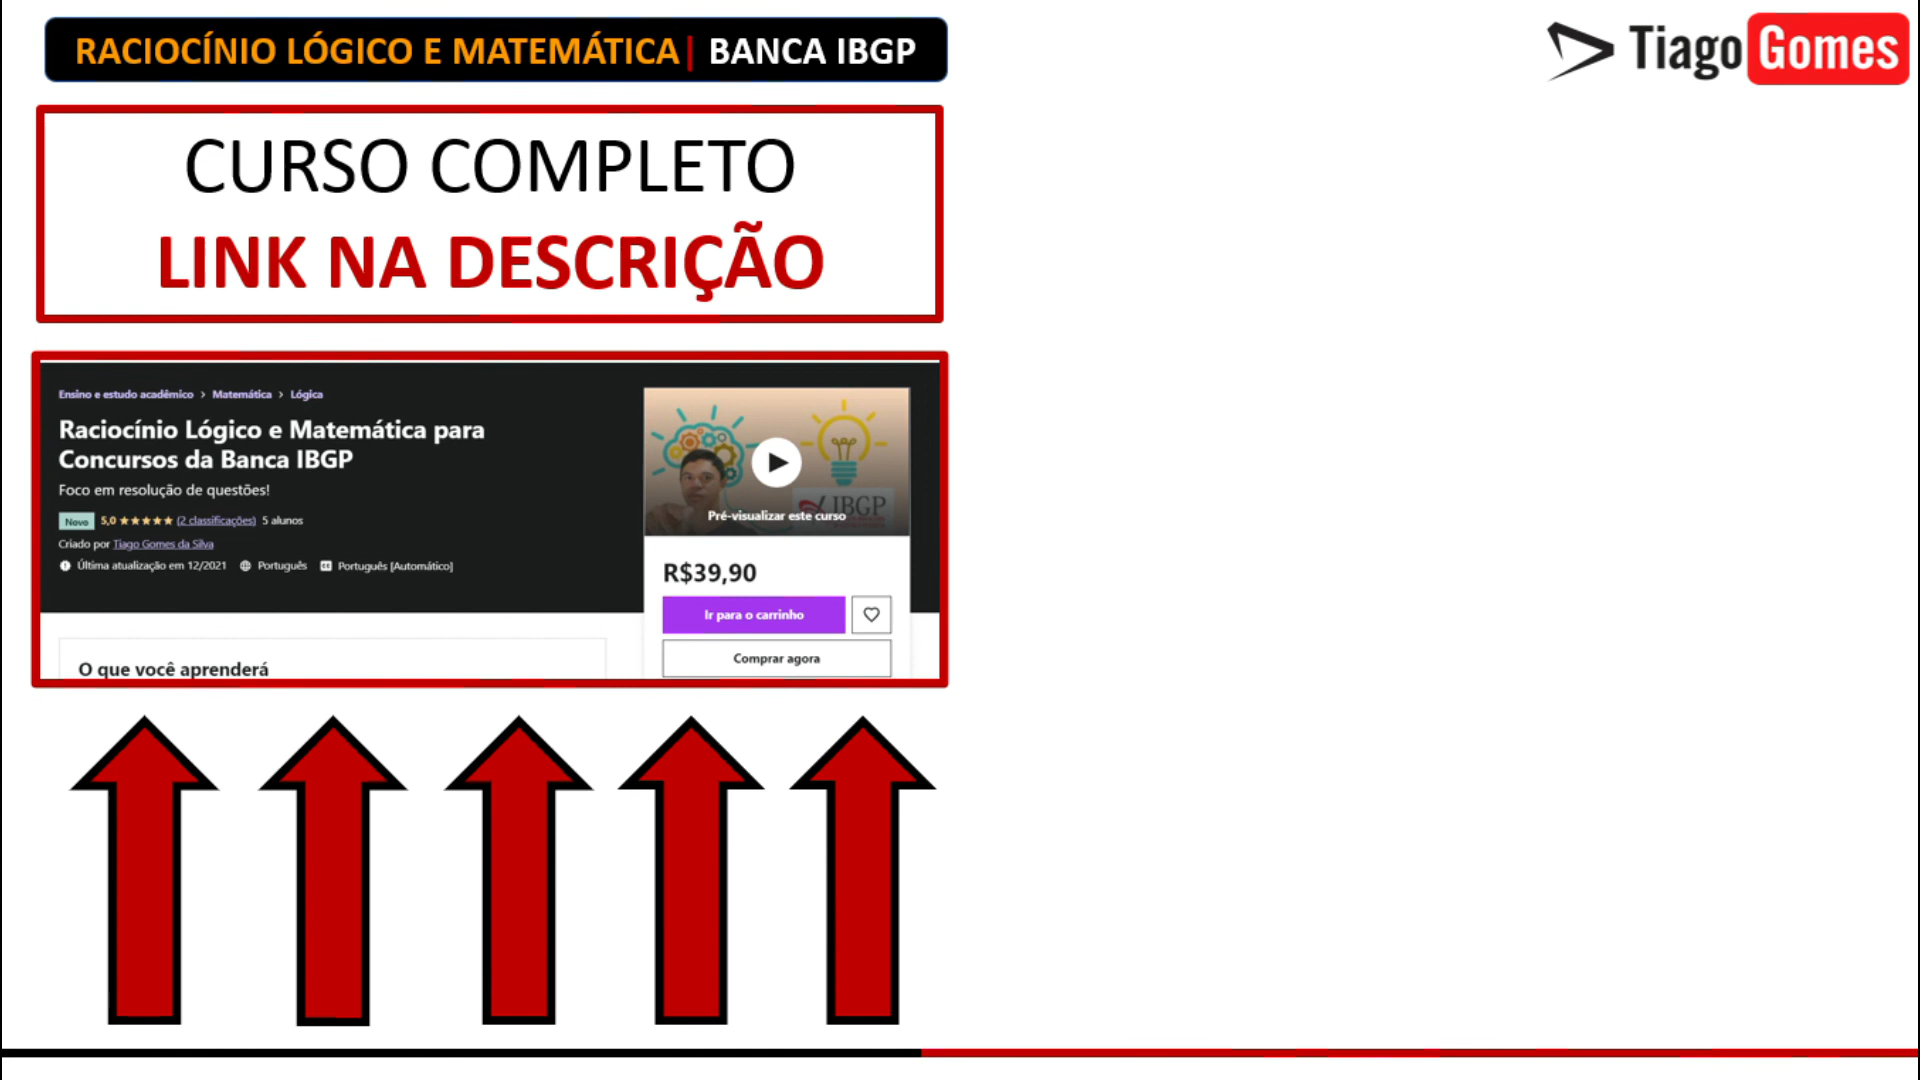 RACIOCÍNIO LÓGICO E MATEMÁTICA| BANCA IBGP
Tiago Gomes
CURSO COMPLETO
LINK NA DESCRIÇÃO
Ensino e estudo acadêmico > Matemática > Lógica
Raciocínio Lógico e Matemática para
Concursos da Banca IBGP
Foco em resolução de questões!
Novo 5,0 ★★★★★ (2 classificações) 5 alunos
Criado por Tiago Gomes da Silva
Última atualização em 12/2021 Português Português [Automático]
IBGP
Pré-visualizar este curso
R$39,90
Ir para o carrinho
Comprar agora
O que você aprenderá